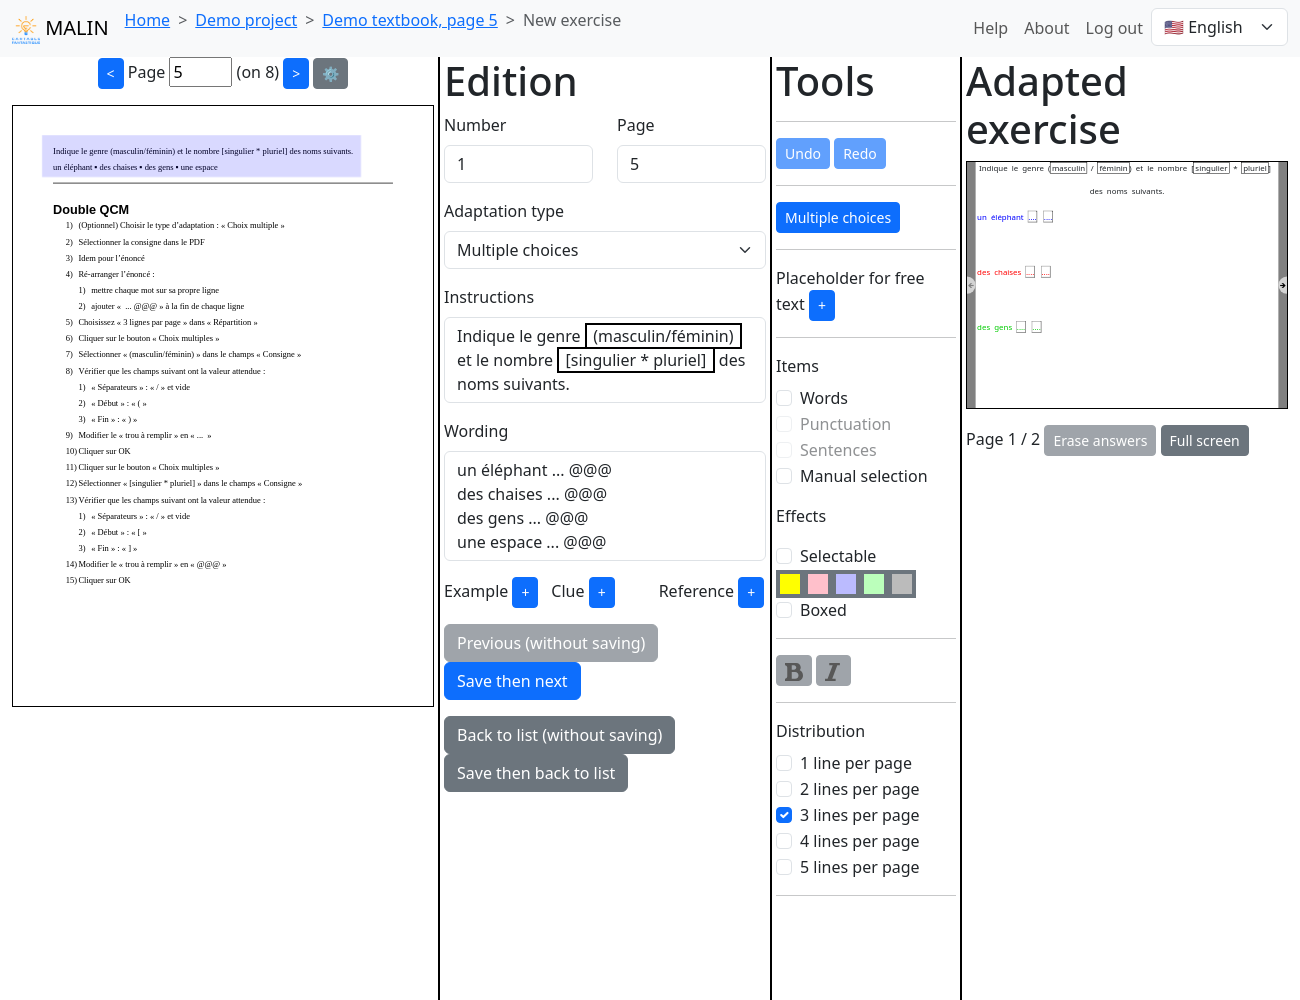 MALIN
Home > Demo project > Demo textbook, page 5 > New exercise
Help About Log out 🇺🇸 English
< Page 5 (on 8) > ⚙️
Indique le genre (masculin/féminin) et le nombre [singulier * pluriel] des noms suivants.
un éléphant • des chaises • des gens • une espace
Double QCM
1) (Optionnel) Choisir le type d’adaptation : « Choix multiple »
2) Sélectionner la consigne dans le PDF
3) Idem pour l’énoncé
4) Ré-arranger l’énoncé :
1) mettre chaque mot sur sa propre ligne
2) ajouter « ... @@@ » à la fin de chaque ligne
5) Choisissez « 3 lignes par page » dans « Répartition »
6) Cliquer sur le bouton « Choix multiples »
7) Sélectionner « (masculin/féminin) » dans le champs « Consigne »
8) Vérifier que les champs suivant ont la valeur attendue :
1) « Séparateurs » : « / » et vide
2) « Début » : « ( »
3) « Fin » : « ) »
9) Modifier le « trou à remplir » en « ... »
10) Cliquer sur OK
11) Cliquer sur le bouton « Choix multiples »
12) Sélectionner « [singulier * pluriel] » dans le champs « Consigne »
13) Vérifier que les champs suivant ont la valeur attendue :
1) « Séparateurs » : « / » et vide
2) « Début » : « [ »
3) « Fin » : « ] »
14) Modifier le « trou à remplir » en « @@@ »
15) Cliquer sur OK
Edition
Number
1
Page
5
Adaptation type
Multiple choices
Instructions
Indique le genre (masculin/féminin)
et le nombre [singulier * pluriel] des
noms suivants.
Wording
un éléphant ... @@@
des chaises ... @@@
des gens ... @@@
une espace ... @@@
Example + Clue + Reference +
Previous (without saving)
Save then next
Back to list (without saving)
Save then back to list
Tools
Undo Redo
Multiple choices
Placeholder for free
text +
Items
Words
Punctuation
Sentences
Manual selection
Effects
Selectable
Boxed
B I
Distribution
1 line per page
2 lines per page
3 lines per page
4 lines per page
5 lines per page
Adapted
exercise
Indique le genre (masculin / féminin) et le nombre [singulier * pluriel]
des noms suivants.
un éléphant .... ....
des chaises .... ....
des gens .... ....
Page 1 / 2 Erase answers Full screen